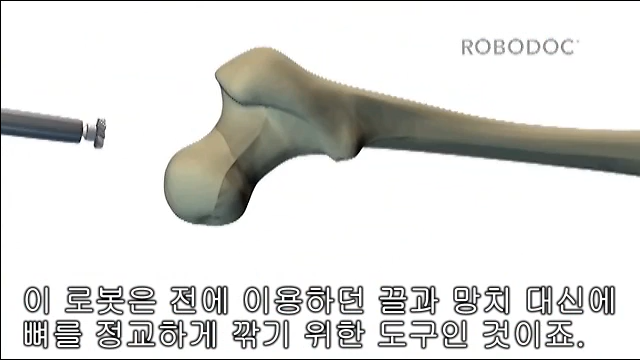 ROBODOC
이 로봇은 전에 이용하던 끌과 망치 대신에
뼈를 정교하게 깎기 위한 도구인 것이죠.